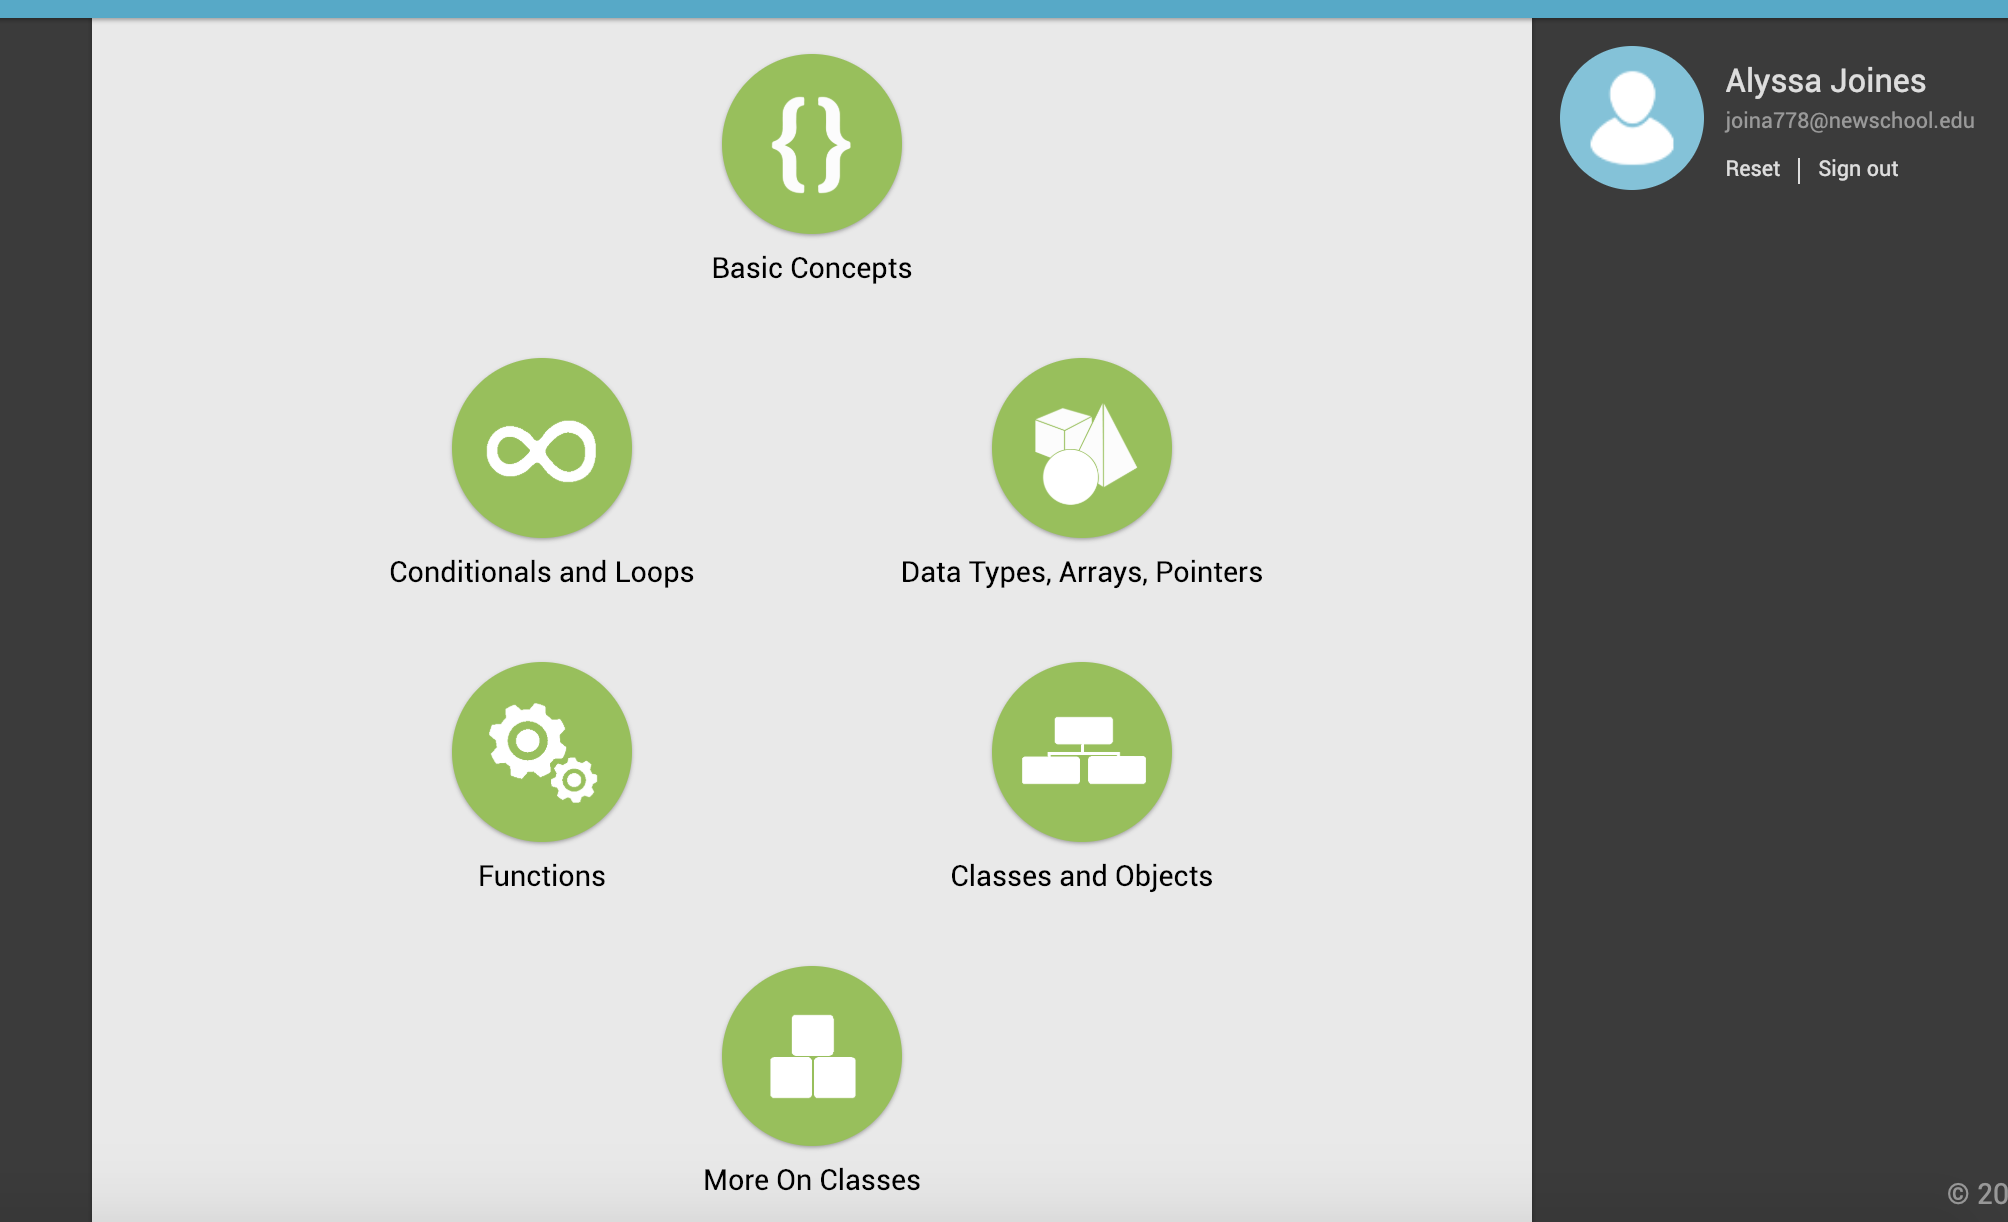 Alyssa Joines
joina778@newschool.edu
Reset | Sign out
{}
Basic Concepts
Conditionals and Loops
Data Types, Arrays, Pointers
Functions
Classes and Objects
More On Classes
© 20